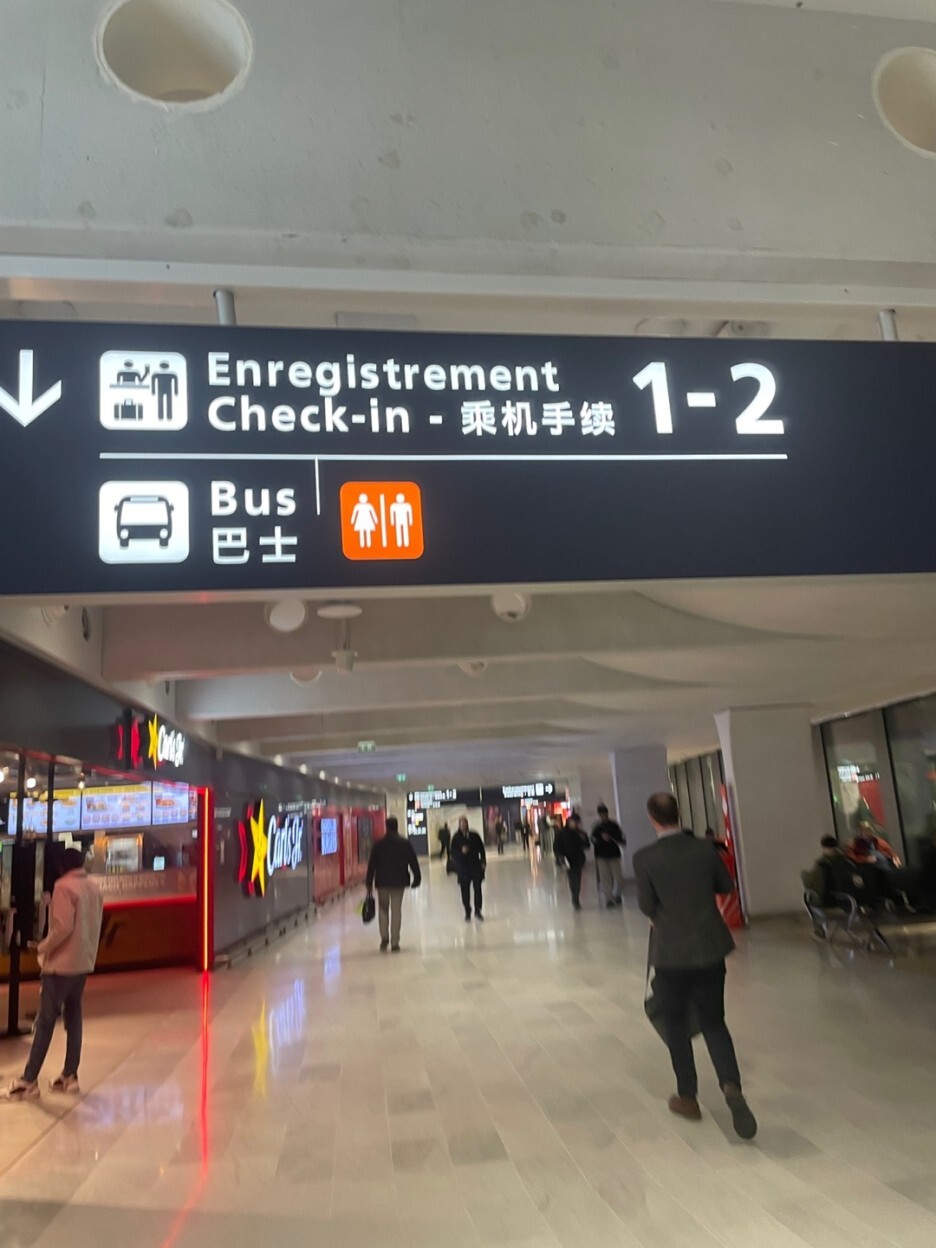 Enregistrement
Check-in - 乘机手续
1-2
Bus
巴士
Carl's Jr
Carl's Jr